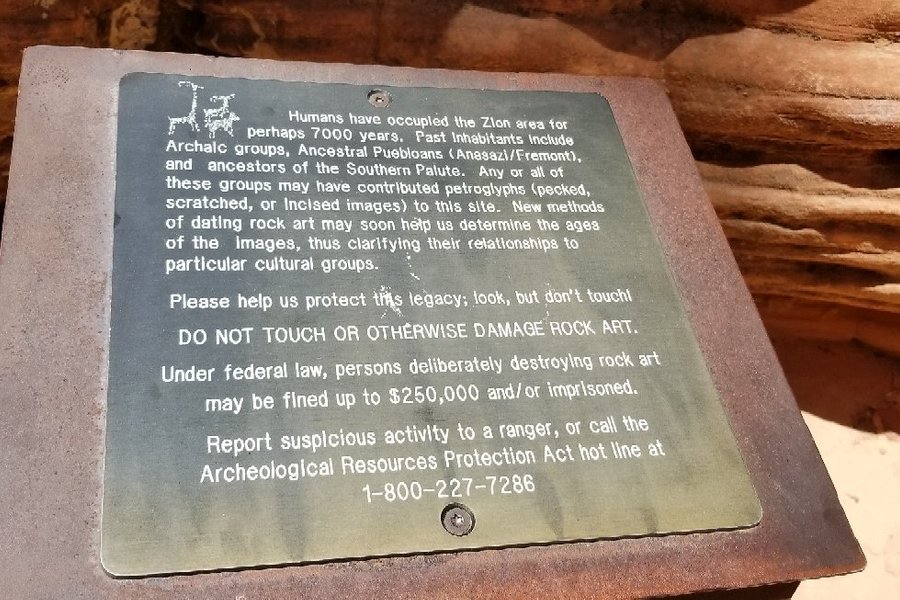 Humans have occupied the Zion area for
perhaps 7000 years. Past inhabitants include
Archaic groups, Ancestral Puebloans (Anasazi/Fremont),
and ancestors of the Southern Paiute. Any or all of
these groups may have contributed petroglyphs (pecked,
scratched, or incised images) to this site. New methods
of dating rock art may soon help us determine the ages
of the images, thus clarifying their relationships to
particular cultural groups.
Please help us protect this legacy; look, but don't touch!
DO NOT TOUCH OR OTHERWISE DAMAGE ROCK ART.
Under federal law, persons deliberately destroying rock art
may be fined up to $250,000 and/or imprisoned.
Report suspicious activity to a ranger, or call the
Archeological Resources Protection Act hot line at
1-800-227-7286